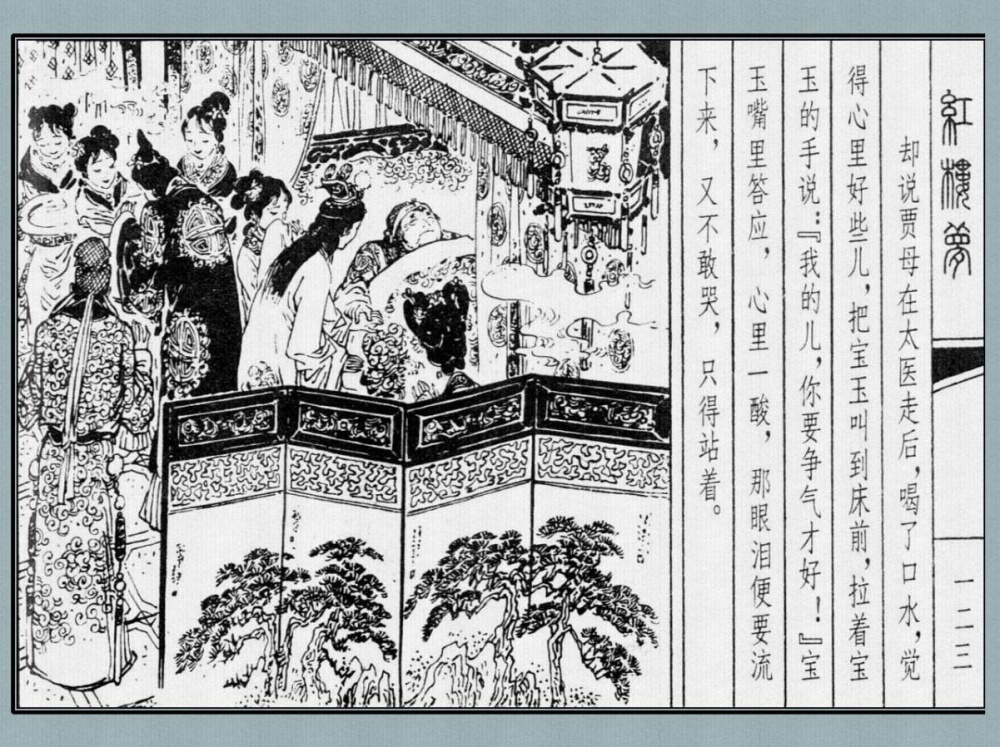 紅樓夢
一二三
却说贾母在太医走后，喝了口水，觉
得心里好些儿，把宝玉叫到床前，拉着宝
玉的手说：『我的儿，你要争气才好！』宝
玉嘴里答应，心里一酸，那眼泪便要流
下来，又不敢哭，只得站着。